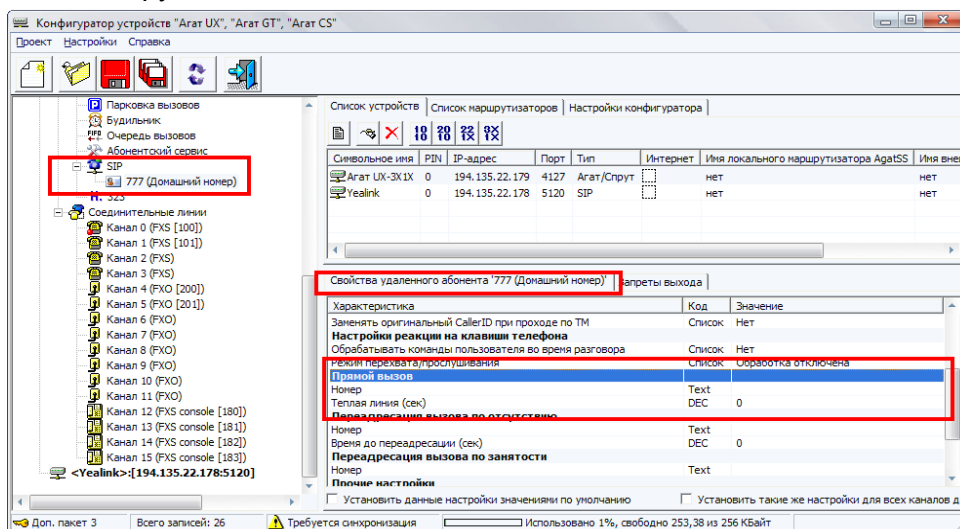 Конфигуратор устройств "Агат UX", "Агат GT", "Агат CS"
Проект Настройки Справка
Парковка вызовов
Будильник
Очередь вызовов
Абонентский сервис
SIP
777 (Домашний номер)
H. 323
Соединительные линии
Канал 0 (FXS [100])
Канал 1 (FXS [101])
Канал 2 (FXS)
Канал 3 (FXS)
Канал 4 (FXO [200])
Канал 5 (FXO [201])
Канал 6 (FXO)
Канал 7 (FXO)
Канал 8 (FXO)
Канал 9 (FXO)
Канал 10 (FXO)
Канал 11 (FXO)
Канал 12 (FXS console [180])
Канал 13 (FXS console [181])
Канал 14 (FXS console [182])
Канал 15 (FXS console [183])
<Yealink>:[194.135.22.178:5120]
Список устройств Список маршрутизаторов Настройки конфигуратора
Символьное имя PIN IP-адрес Порт Тип Интернет Имя локального маршрутизатора AgatSS Имя вне
Агат UX-3X1X 0 194.135.22.179 4127 Агат/Спрут нет нет
Yealink 0 194.135.22.178 5120 SIP нет нет
Свойства удаленного абонента '777 (Домашний номер)' Запреты выхода
Характеристика Код Значение
Заменять оригинальный CallerID при проходе по ТМ Список Нет
Настройки реакции на клавиши телефона
Обрабатывать команды пользователя во время разговора Список Нет
Режим перехвата/прослушивания Список Обработка отключена
Прямой вызов
Номер Text
Теплая линия (сек) DEC 0
Переадресация вызова по отсутствию
Номер Text
Время до переадресации (сек) DEC 0
Переадресация вызова по занятости
Номер Text
Прочие настройки
Установить данные настройки значениями по умолчанию Установить такие же настройки для всех каналов д
Доп. пакет 3 Всего записей: 26 Требуется синхронизация Использовано 1%, свободно 253,38 из 256 КБайт